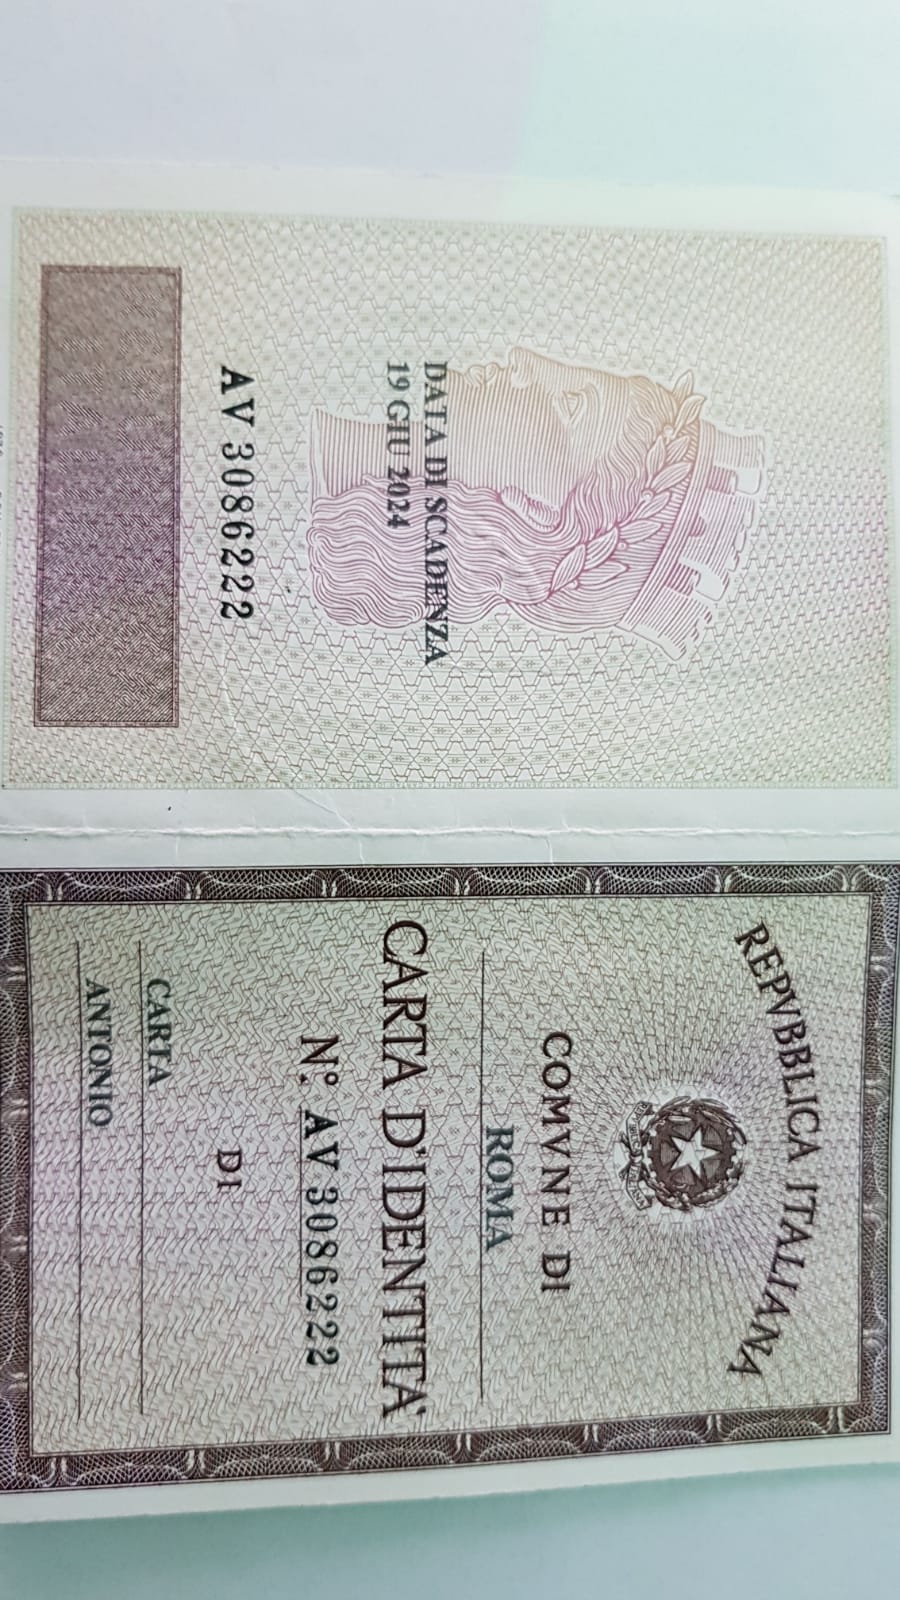 DATA DI SCADENZA
19 GIU 2024
AV 3086222
REPVBBLICA ITALIANA
COMVNE DI
ROMA
CARTA D'IDENTITA'
N.° AV 3086222
DI
CARTA
ANTONIO